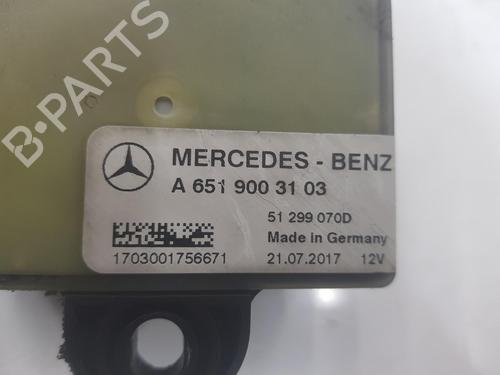 B-PARTS
MERCEDES - BENZ
A 651 900 31 03
51 299 070D
Made in Germany
1703001756671
21.07.2017 12V